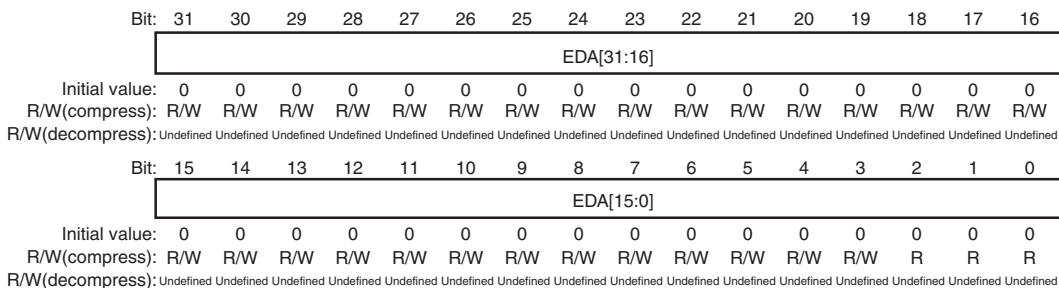 Bit: 31 30 29 28 27 26 25 24 23 22 21 20 19 18 17 16
EDA[31:16]
Initial value: 0 0 0 0 0 0 0 0 0 0 0 0 0 0 0 0
R/W(compress): R/W R/W R/W R/W R/W R/W R/W R/W R/W R/W R/W R/W R/W R/W R/W R/W
R/W(decompress): Undefined Undefined Undefined Undefined Undefined Undefined Undefined Undefined Undefined Undefined Undefined Undefined Undefined Undefined Undefined Undefined
Bit: 15 14 13 12 11 10 9 8 7 6 5 4 3 2 1 0
EDA[15:0]
Initial value: 0 0 0 0 0 0 0 0 0 0 0 0 0 0 0 0
R/W(compress): R/W R/W R/W R/W R/W R/W R/W R/W R/W R/W R/W R/W R/W R R R
R/W(decompress): Undefined Undefined Undefined Undefined Undefined Undefined Undefined Undefined Undefined Undefined Undefined Undefined Undefined Undefined Undefined Undefined